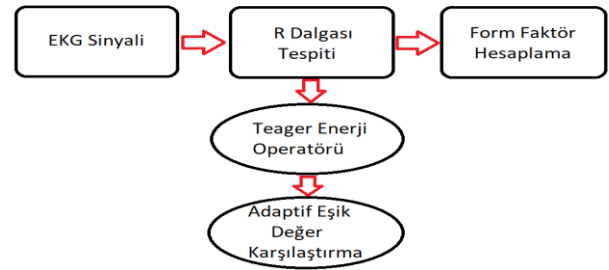 EKG Sinyali
R Dalgası
Tespiti
Form Faktör
Hesaplama
Teager Enerji
Operatörü
Adaptif Eşik
Değer
Karşılaştırma